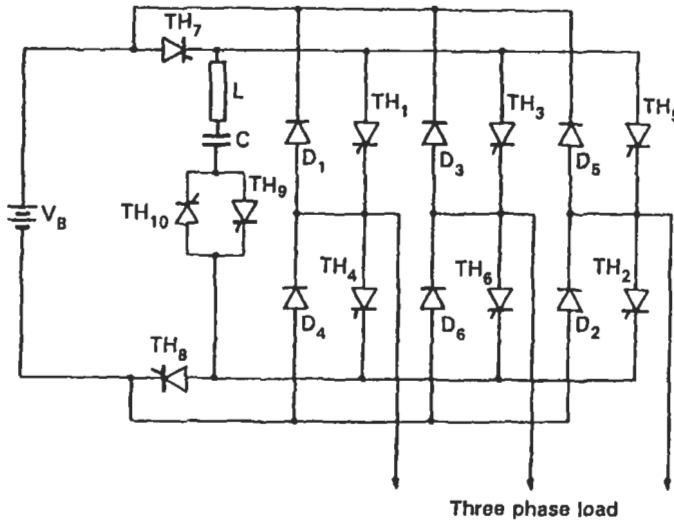 TH7
L
C
TH9
TH10
VB
TH8
D1
TH1
D3
TH3
D5
TH5
TH4
D4
TH6
D6
TH2
D2
Three phase load